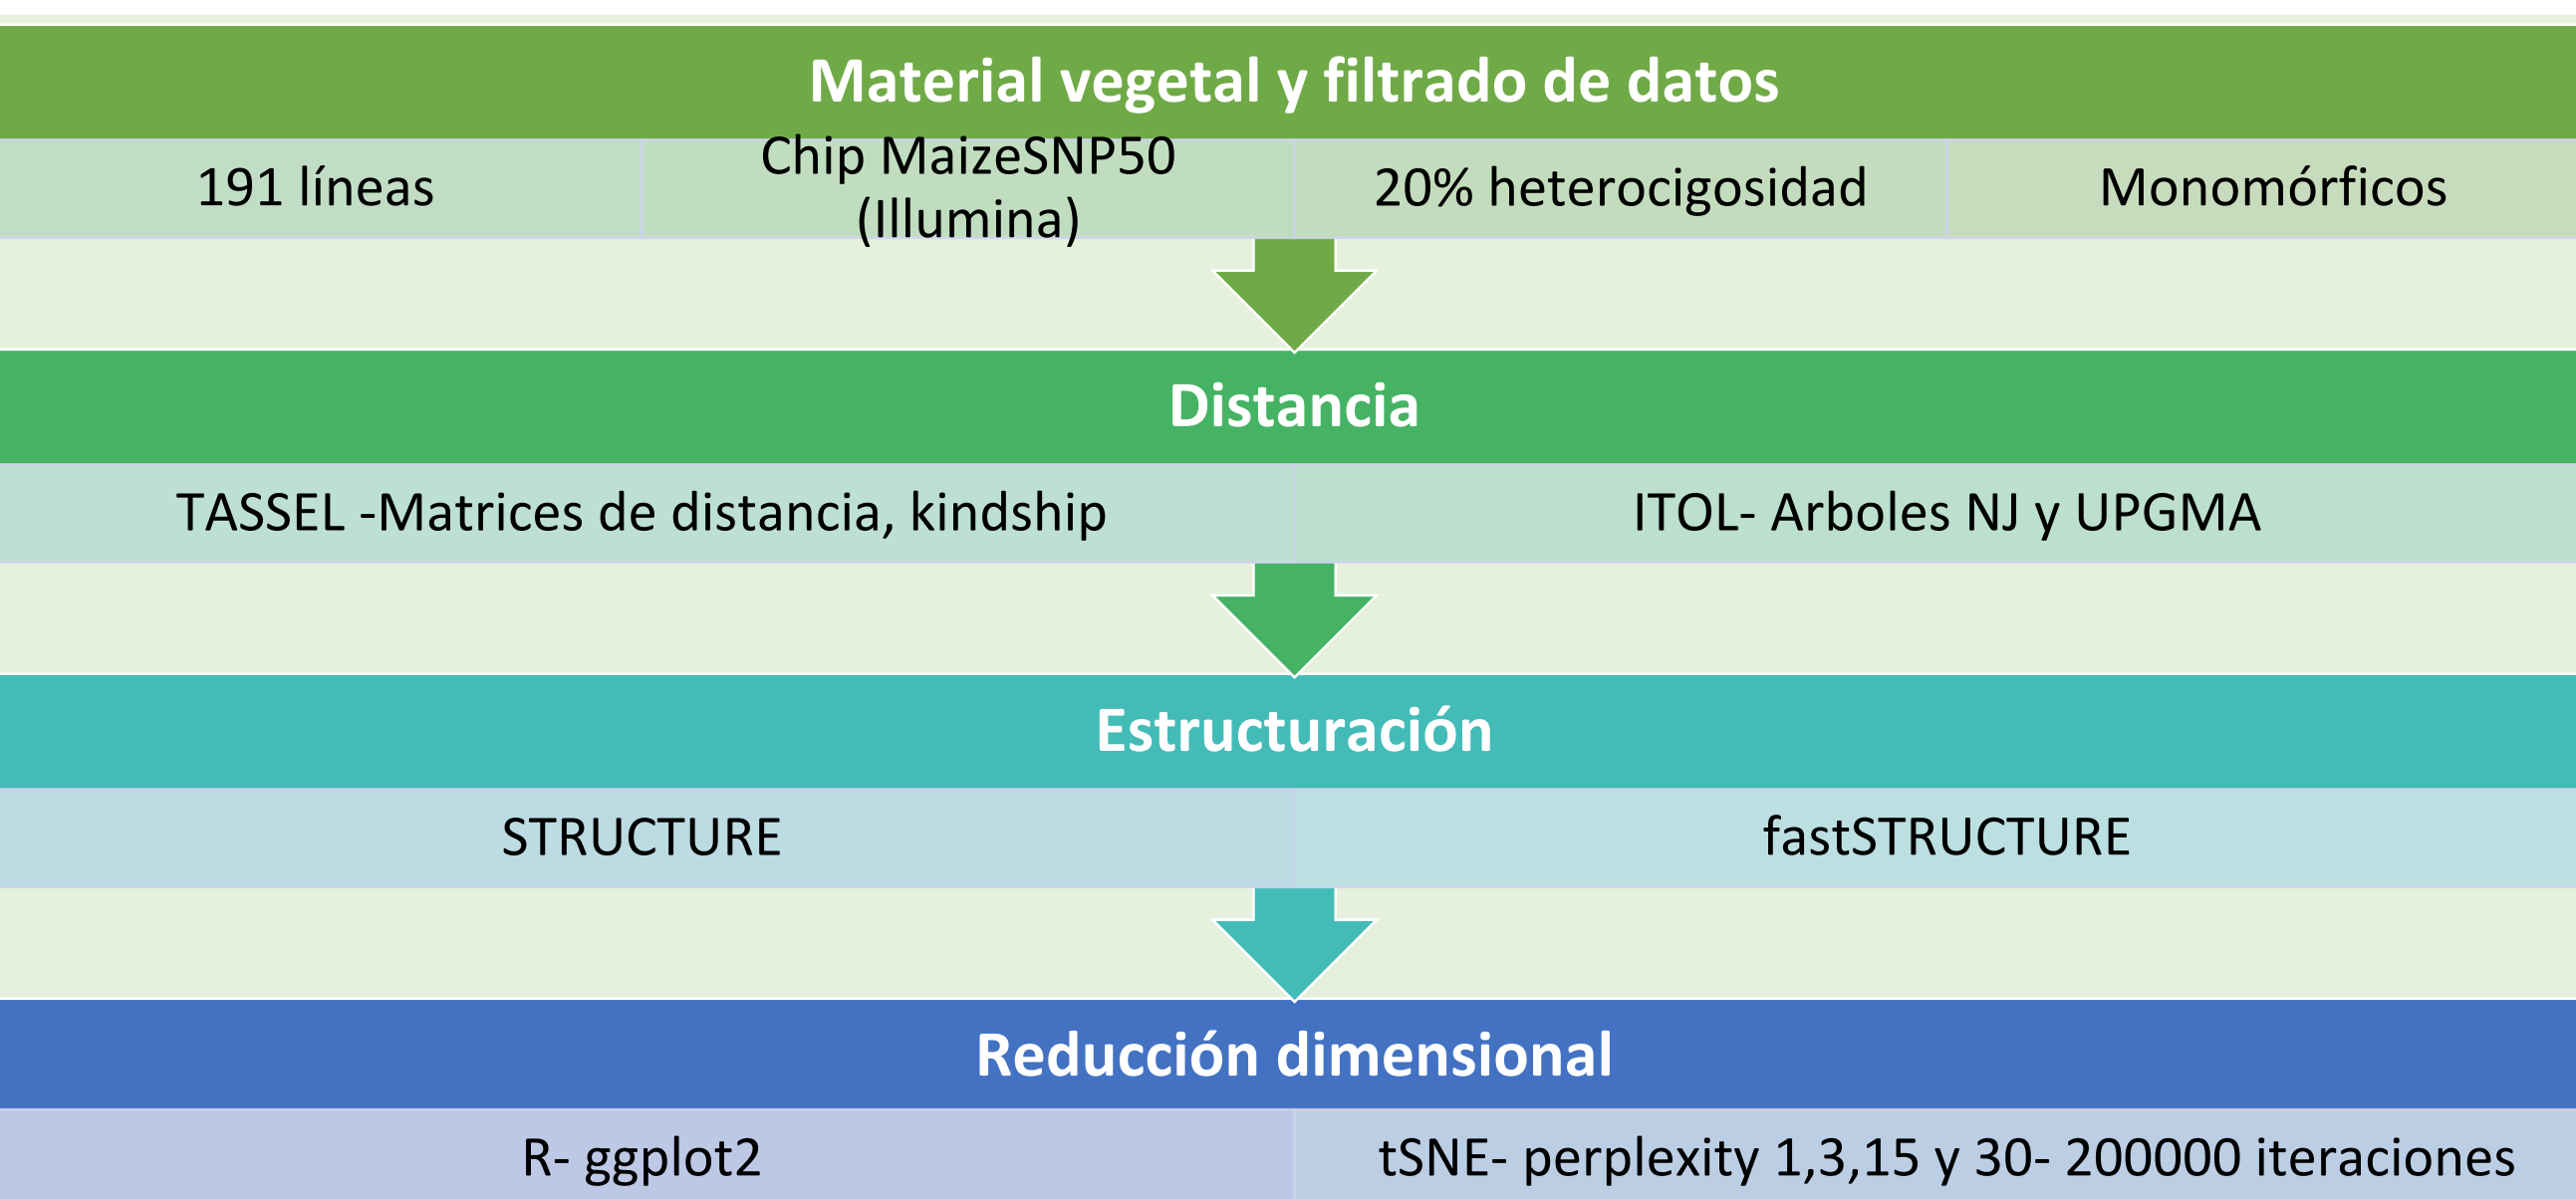 Material vegetal y filtrado de datos
191 líneas
Chip MaizeSNP50
(Illumina)
20% heterocigosidad
Monomórficos
Distancia
TASSEL -Matrices de distancia, kindship
ITOL- Arboles NJ y UPGMA
Estructuración
STRUCTURE
fastSTRUCTURE
Reducción dimensional
R- ggplot2
tSNE- perplexity 1,3,15 y 30- 200000 iteraciones